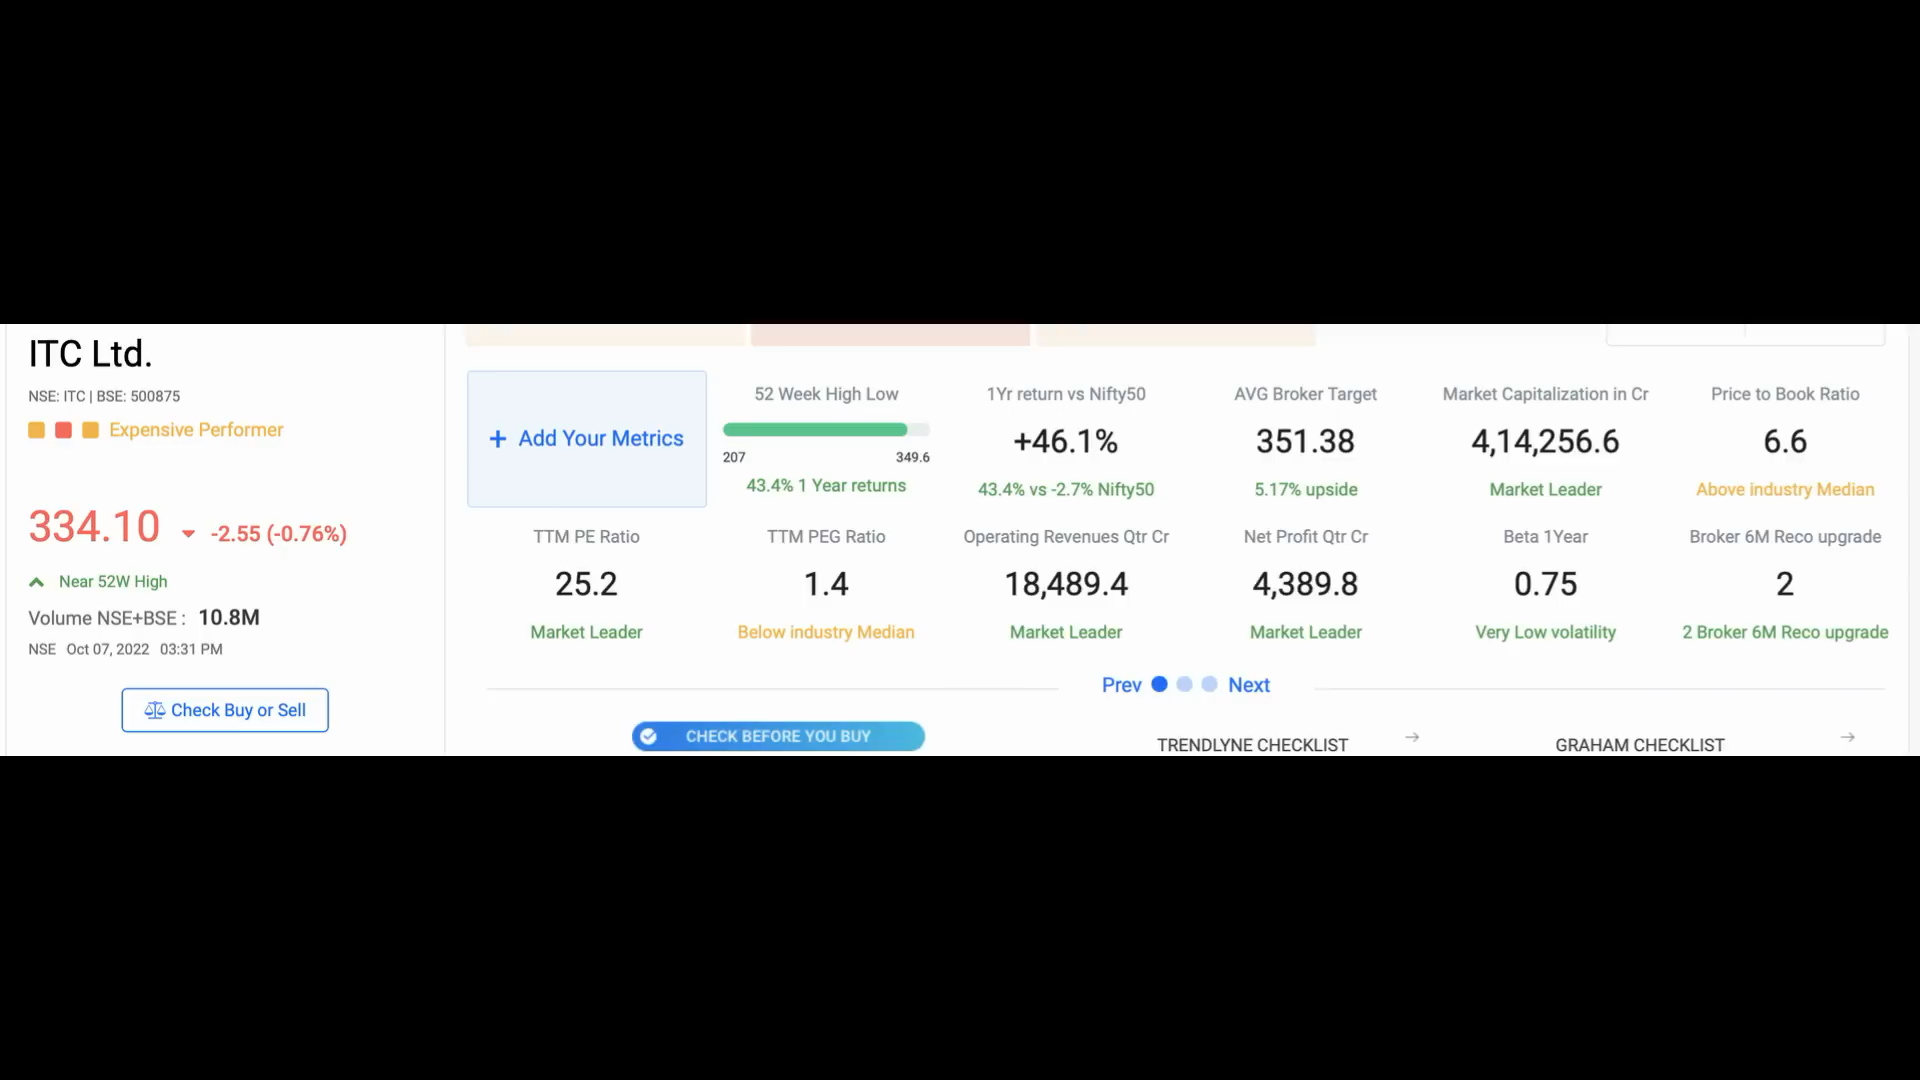 ITC Ltd.
NSE: ITC | BSE: 500875
Expensive Performer
334.10 -2.55 (-0.76%)
Near 52W High
Volume NSE+BSE : 10.8M
NSE Oct 07, 2022 03:31 PM
Check Buy or Sell
+ Add Your Metrics
52 Week High Low
207 349.6
43.4% 1 Year returns
1Yr return vs Nifty50
+46.1%
43.4% vs -2.7% Nifty50
AVG Broker Target
351.38
5.17% upside
Market Capitalization in Cr
4,14,256.6
Market Leader
Price to Book Ratio
6.6
Above industry Median
TTM PE Ratio
25.2
Market Leader
TTM PEG Ratio
1.4
Below industry Median
Operating Revenues Qtr Cr
18,489.4
Market Leader
Net Profit Qtr Cr
4,389.8
Market Leader
Beta 1Year
0.75
Very Low volatility
Broker 6M Reco upgrade
2
2 Broker 6M Reco upgrade
Prev Next
CHECK BEFORE YOU BUY
TRENDLYNE CHECKLIST
GRAHAM CHECKLIST